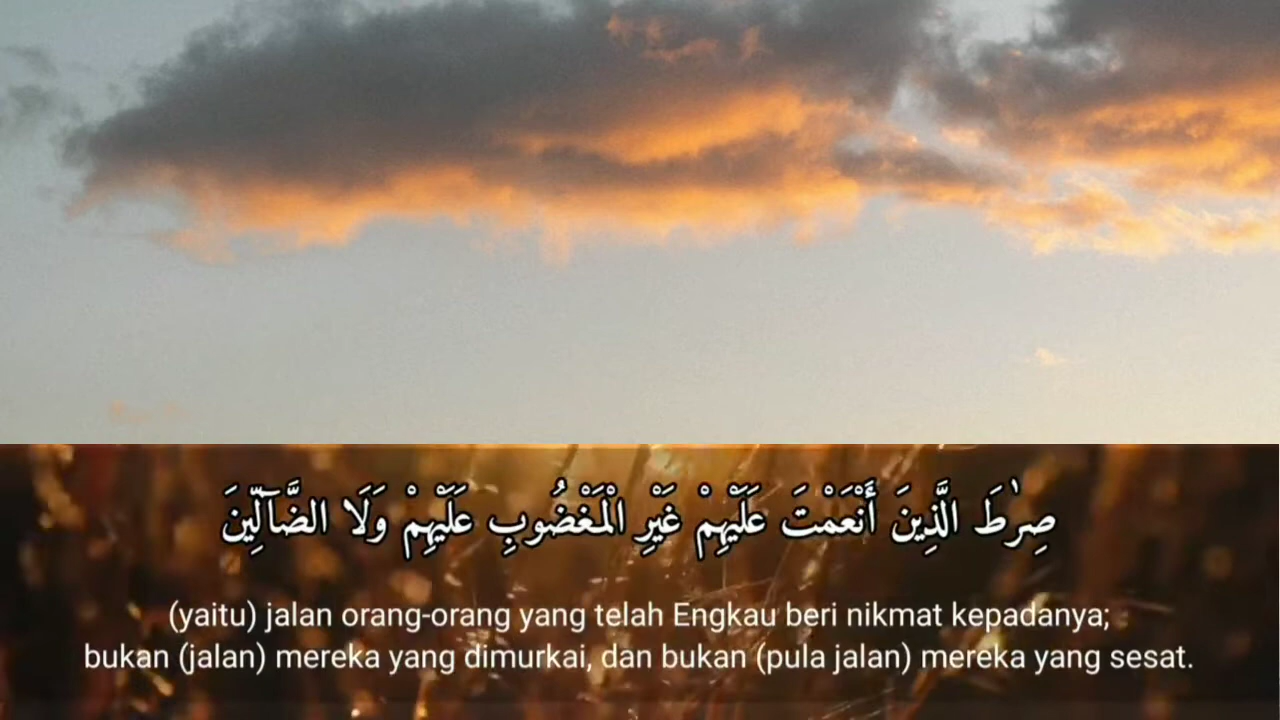 صِرٰطَ الَّذِينَ أَنْعَمْتَ عَلَيْهِمْ غَيْرِ الْمَغْضُوبِ عَلَيْهِمْ وَلَا الضَّآلِّينَ
(yaitu) jalan orang-orang yang telah Engkau beri nikmat kepadanya;
bukan (jalan) mereka yang dimurkai, dan bukan (pula jalan) mereka yang sesat.